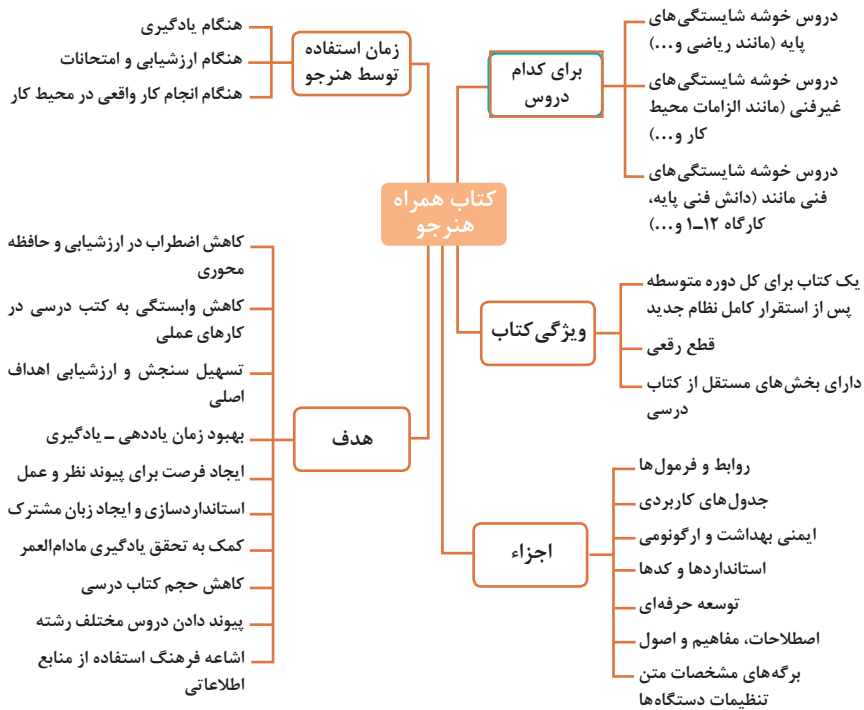 کتاب همراه
هنرجو
برای کدام
دروس
دروس خوشه شایستگی‌های
پایه (مانند ریاضی و...)
دروس خوشه شایستگی‌های
غیرفنی (مانند الزامات محیط
کار و...)
دروس خوشه شایستگی‌های
فنی مانند (دانش فنی پایه،
کارگاه ۱۲ـ۱ و...)
ویژگی کتاب
یک کتاب برای کل دوره متوسطه
پس از استقرار کامل نظام جدید
قطع رقعی
دارای بخش‌های مستقل از کتاب
درسی
اجزاء
روابط و فرمول‌ها
جدول‌های کاربردی
ایمنی بهداشت و ارگونومی
استانداردها و کدها
توسعه حرفه‌ای
اصطلاحات، مفاهیم و اصول
برگه‌های مشخصات متن
تنظیمات دستگاه‌ها
زمان استفاده
توسط هنرجو
هنگام یادگیری
هنگام ارزشیابی و امتحانات
هنگام انجام کار واقعی در محیط کار
هدف
کاهش اضطراب در ارزشیابی و حافظه
محوری
کاهش وابستگی به کتب درسی در
کارهای عملی
تسهیل سنجش و ارزشیابی اهداف
اصلی
بهبود زمان یاددهی ـ یادگیری
ایجاد فرصت برای پیوند نظر و عمل
استانداردسازی و ایجاد زبان مشترک
کمک به تحقق یادگیری مادام‌العمر
کاهش حجم کتاب درسی
پیوند دادن دروس مختلف رشته
اشاعه فرهنگ استفاده از منابع
اطلاعاتی